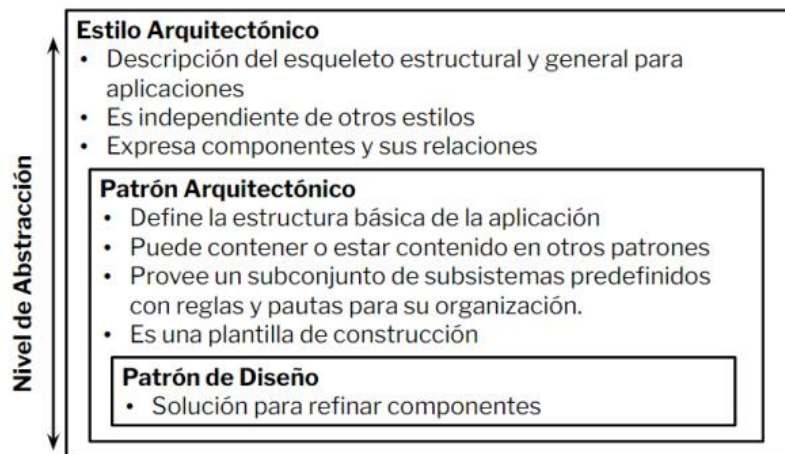 Nivel de Abstracción
Estilo Arquitectónico
• Descripción del esqueleto estructural y general para
aplicaciones
• Es independiente de otros estilos
• Expresa componentes y sus relaciones
Patrón Arquitectónico
• Define la estructura básica de la aplicación
• Puede contener o estar contenido en otros patrones
• Provee un subconjunto de subsistemas predefinidos
con reglas y pautas para su organización.
• Es una plantilla de construcción
Patrón de Diseño
• Solución para refinar componentes